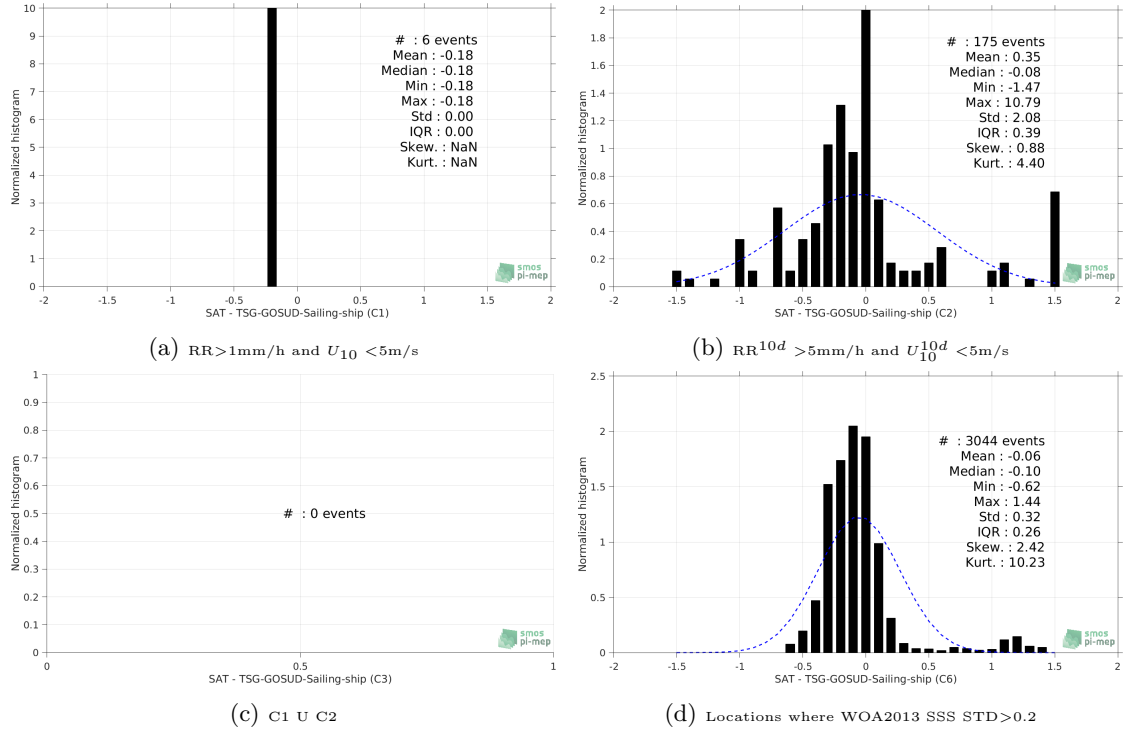 10
9
8
7
6
5
4
3
2
1
0
Normalized histogram
# : 6 events
Mean : -0.18
Median : -0.18
Min : -0.18
Max : -0.18
Std : 0.00
IQR : 0.00
Skew. : NaN
Kurt. : NaN
smos
pi-mep
-2 -1.5 -1 -0.5 0 0.5 1 1.5 2
SAT - TSG-GOSUD-Sailing-ship (C1)
(a) RR>1mm/h and U10 <5m/s
2
1.8
1.6
1.4
1.2
1
0.8
0.6
0.4
0.2
0
Normalized histogram
# : 175 events
Mean : 0.35
Median : -0.08
Min : -1.47
Max : 10.79
Std : 2.08
IQR : 0.39
Skew. : 0.88
Kurt. : 4.40
smos
pi-mep
-2 -1.5 -1 -0.5 0 0.5 1 1.5 2
SAT - TSG-GOSUD-Sailing-ship (C2)
(b) RR^10d >5mm/h and U10^10d <5m/s
1
0.9
0.8
0.7
0.6
0.5
0.4
0.3
0.2
0.1
0
Normalized histogram
# : 0 events
smos
pi-mep
0 0.5 1
SAT - TSG-GOSUD-Sailing-ship (C3)
(c) C1 U C2
2.5
2
1.5
1
0.5
0
Normalized histogram
# : 3044 events
Mean : -0.06
Median : -0.10
Min : -0.62
Max : 1.44
Std : 0.32
IQR : 0.26
Skew. : 2.42
Kurt. : 10.23
smos
pi-mep
-2 -1.5 -1 -0.5 0 0.5 1 1.5 2
SAT - TSG-GOSUD-Sailing-ship (C6)
(d) Locations where WOA2013 SSS STD>0.2